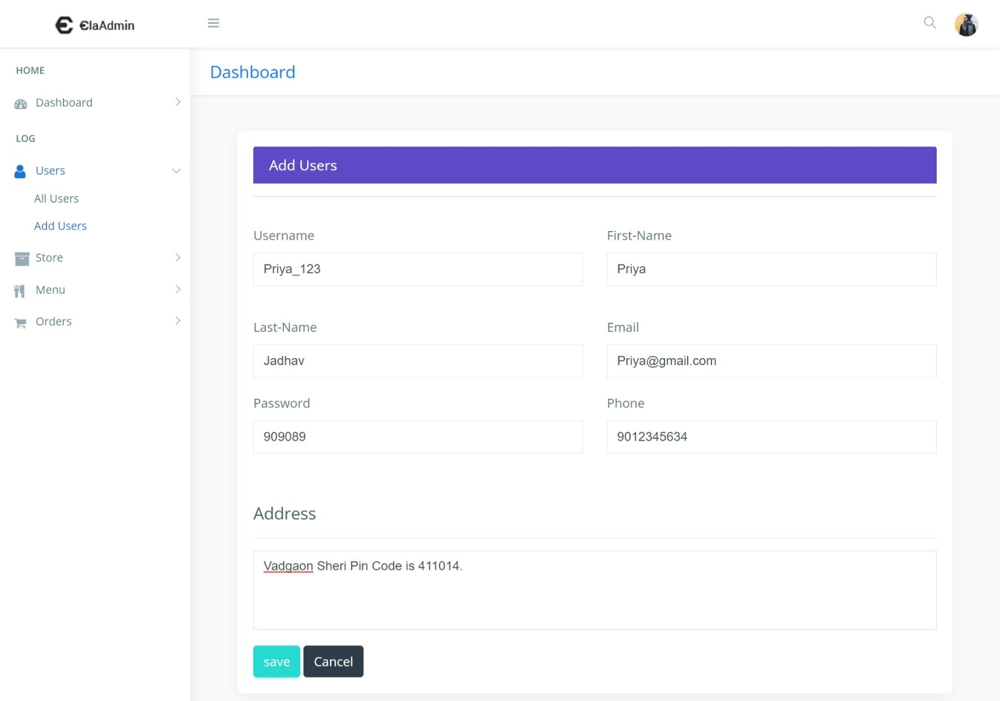 ElaAdmin
HOME
Dashboard
LOG
Users
All Users
Add Users
Store
Menu
Orders
Dashboard
Add Users
Username
First-Name
Priya_123
Priya
Last-Name
Email
Jadhav
Priya@gmail.com
Password
Phone
909089
9012345634
Address
Vadgaon Sheri Pin Code is 411014.
save
Cancel